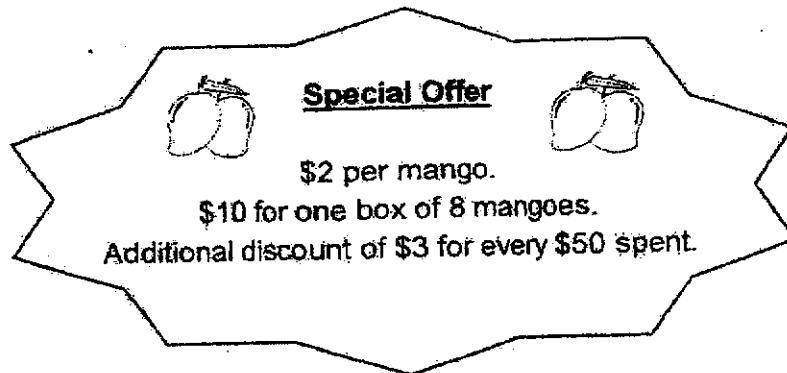 Special Offer
$2 per mango.
$10 for one box of 8 mangoes.
Additional discount of $3 for every $50 spent.